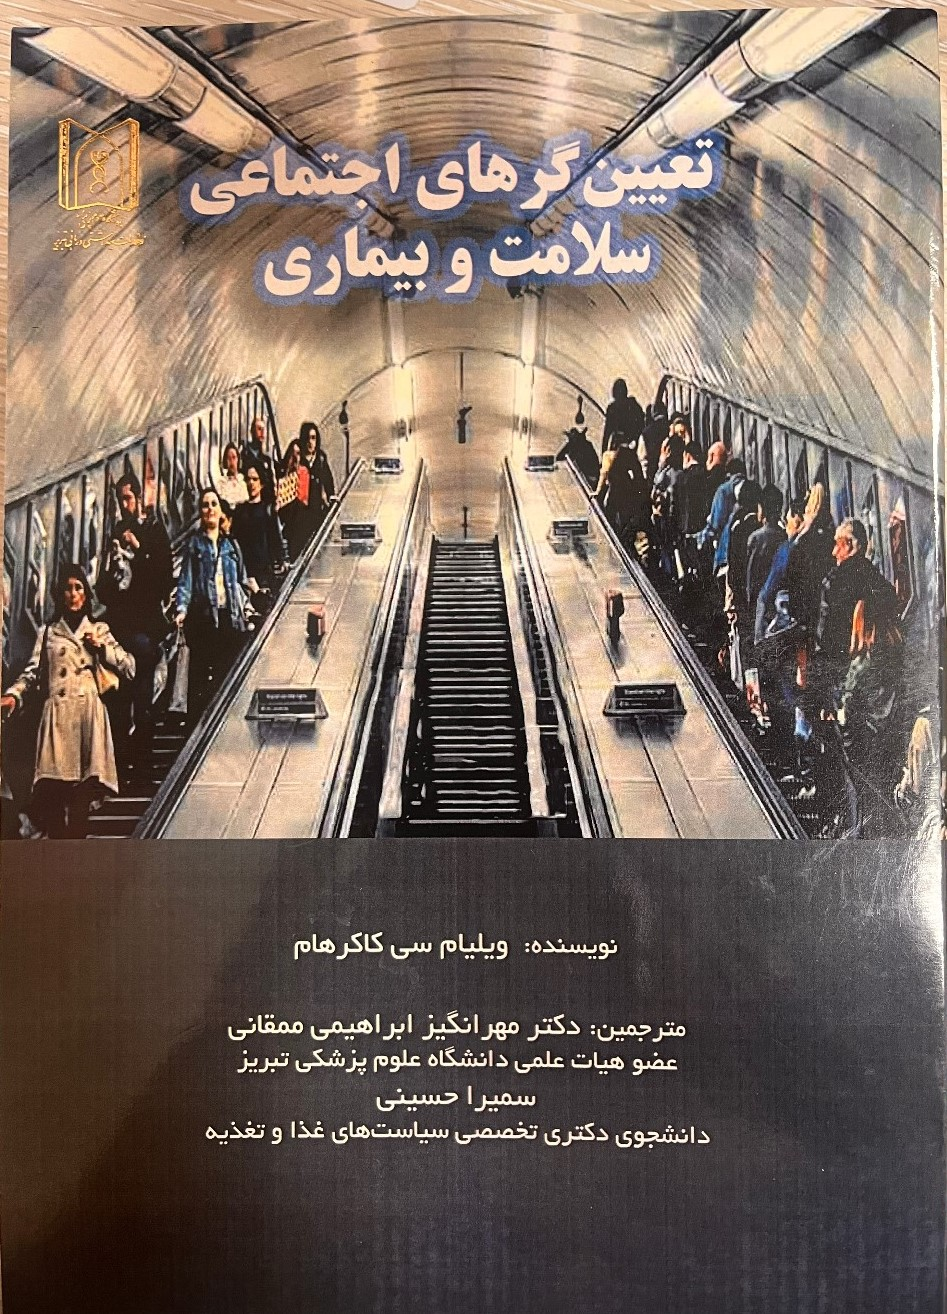 تعیین‌گرهای اجتماعی
سلامت و بیماری
نویسنده: ویلیام سی کاکرهام
مترجمین: دکتر مهرانگیز ابراهیمی ممقانی
عضو هیات علمی دانشگاه علوم پزشکی تبریز
سمیرا حسینی
دانشجوی دکتری تخصصی سیاست‌های غذا و تغذیه